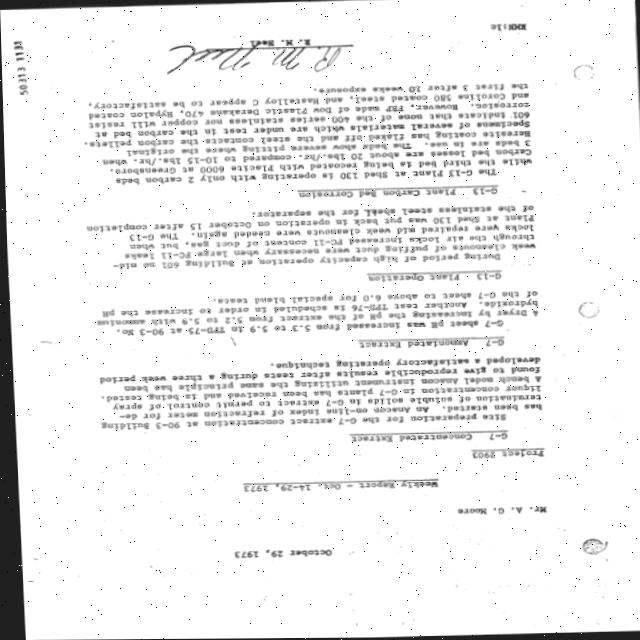 October 29, 1973
Mr. A. G. Moore
Weekly Report - Oct. 14-29, 1973
Project 2903
G-7 Concentrated Extract
Site preparation for the G-7 extract concentration at 90-3 Building
has been started. An Anacon on-line index of refraction meter for de-
termination of soluble solids in G-7 extract to permit control of spray
liquor concentration in G-7 plants has been received and is being tested.
A bench model Anacon instrument utilizing the same principle has been
found to give reproducible results after tests during a three week period
developed a satisfactory operating technique.
G-7 Ammoniated Extract
G-7 sheet pH was increased from 5.3 to 5.9 in TPD-75 at 90-3 No.
A Dryer by increasing the pH of the extract from 5.2 to 5.9 with ammonium
hydroxide. Another test TPD-76 is scheduled in order to increase the pH
of the G-7 sheet to above 6.0 for special blend tests.
G-13 Plant Operation
During period of high capacity operation at Building 601 no mid-
week cleanouts of puffing duct were necessary when large FC-11 leaks
through the air locks increased FC-11 content of duct gas, but when
locks were repaired mid week cleanouts were needed again. The G-13
Plant at Shed 130 was put back in operation on October 15 after completion
of the stainless steel shell for the separator.
G-13 Plant Carbon Bed Corrosion
The G-13 Plant at Shed 130 is operating with only 2 carbon beds
while the third bed is being recoated with Placite 6000 at Greensboro.
Carbon bed losses are about 20 lbs./hr. compared to 10-15 lbs./hr. when
3 beds are in use. The beds show severe pitting where the original
Heresite coating has flaked off and the steel contacts the carbon pellets.
Specimens of several materials which are under test in the carbon bed at
601 indicate that none of the 400 series stainless nor copper will resist
corrosion. However, FRP made of Dow Plastic Derakane 470, Hypalon coated
and Coroline 580 coated steel, and Hastelloy C appear to be satisfactory,
the first 3 after 10 weeks exposure.
R. M. Neel
R. M. Neel
RMN:lc
50313 1138